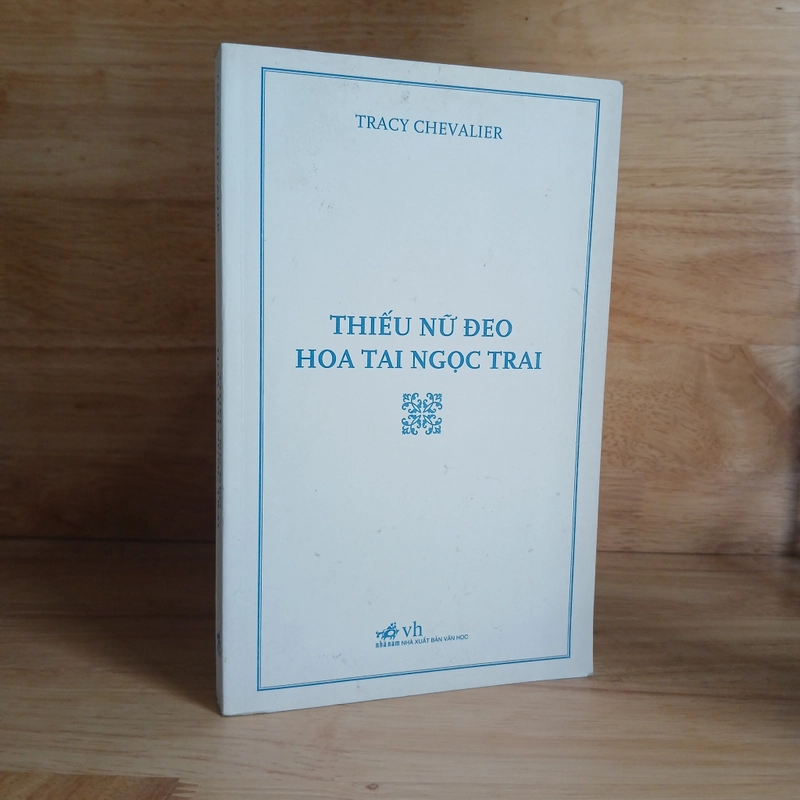 TRACY CHEVALIER
THIẾU NỮ ĐEO
HOA TAI NGỌC TRAI
vh
nhã nam NHÀ XUẤT BẢN VĂN HỌC